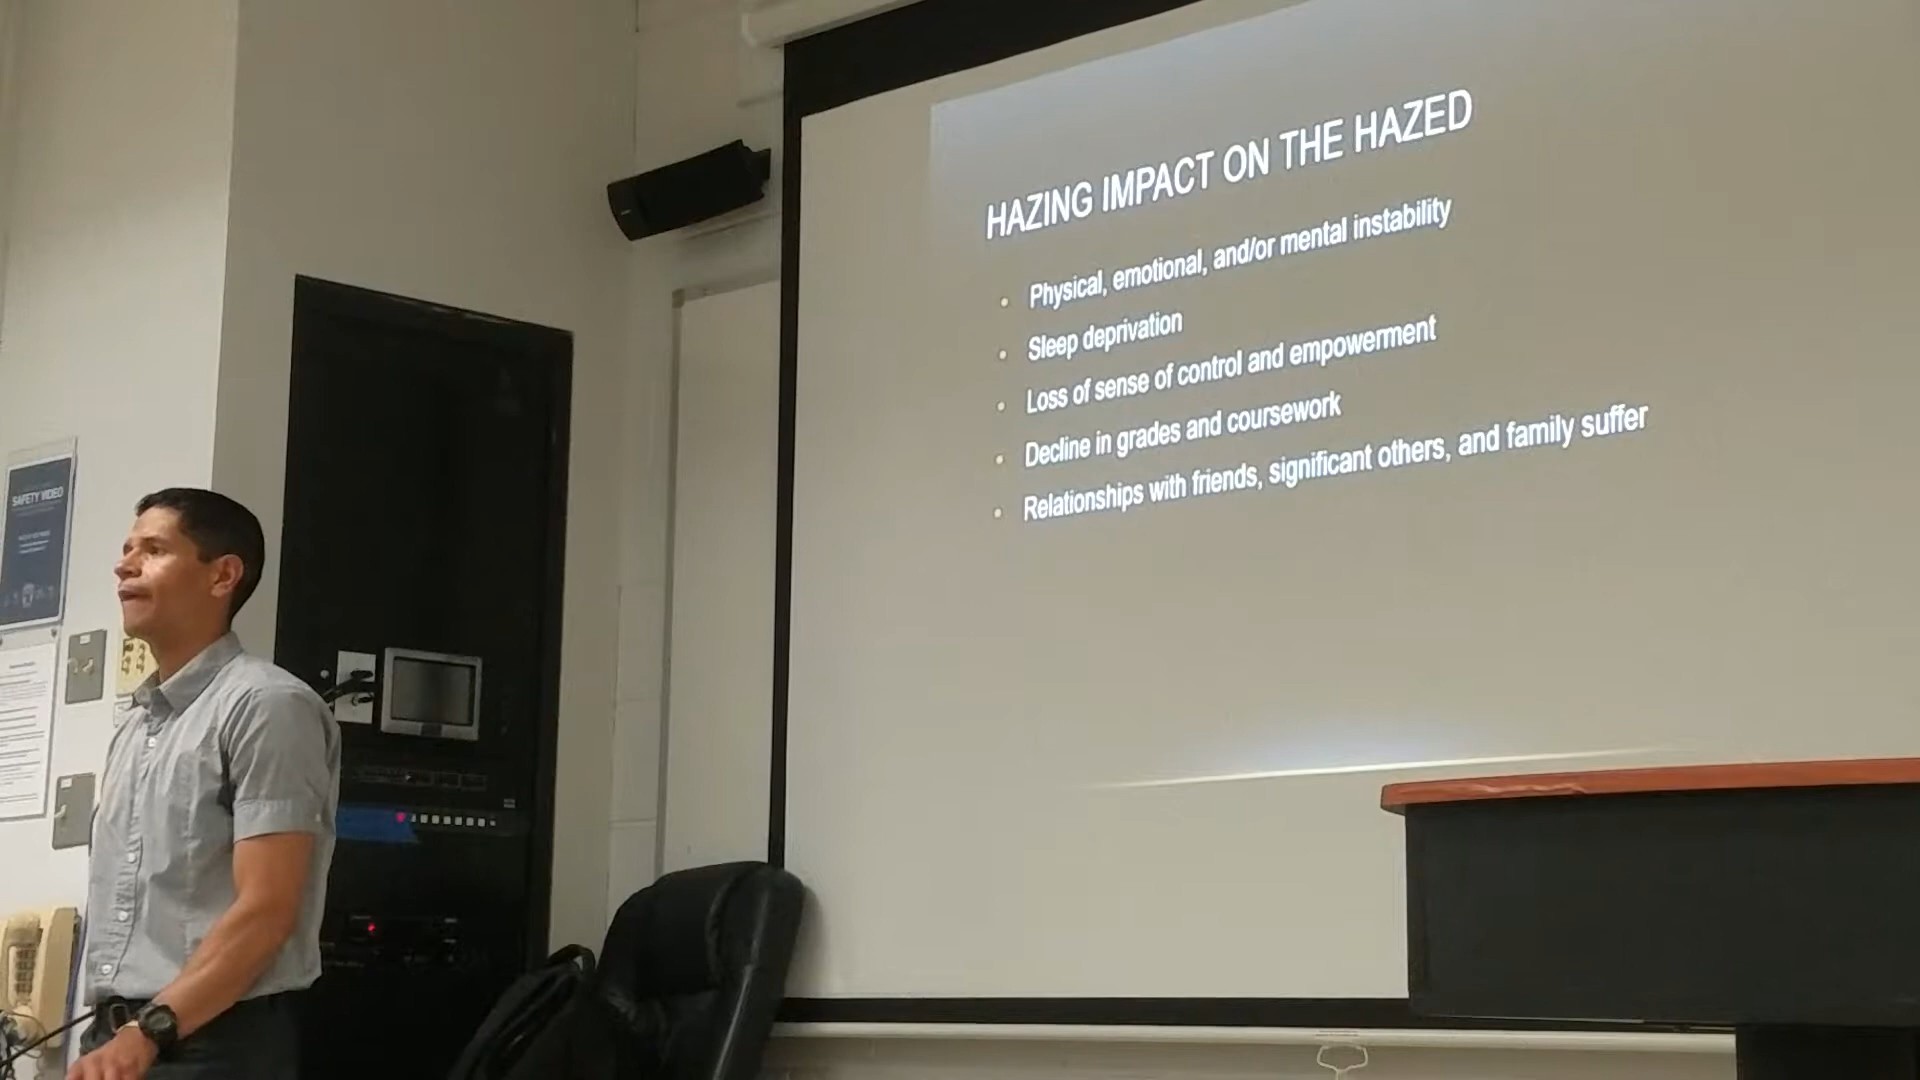 HAZING IMPACT ON THE HAZED
• Physical, emotional, and/or mental instability
• Sleep deprivation
• Loss of sense of control and empowerment
• Decline in grades and coursework
• Relationships with friends, significant others, and family suffer
SAFETY VIDEO